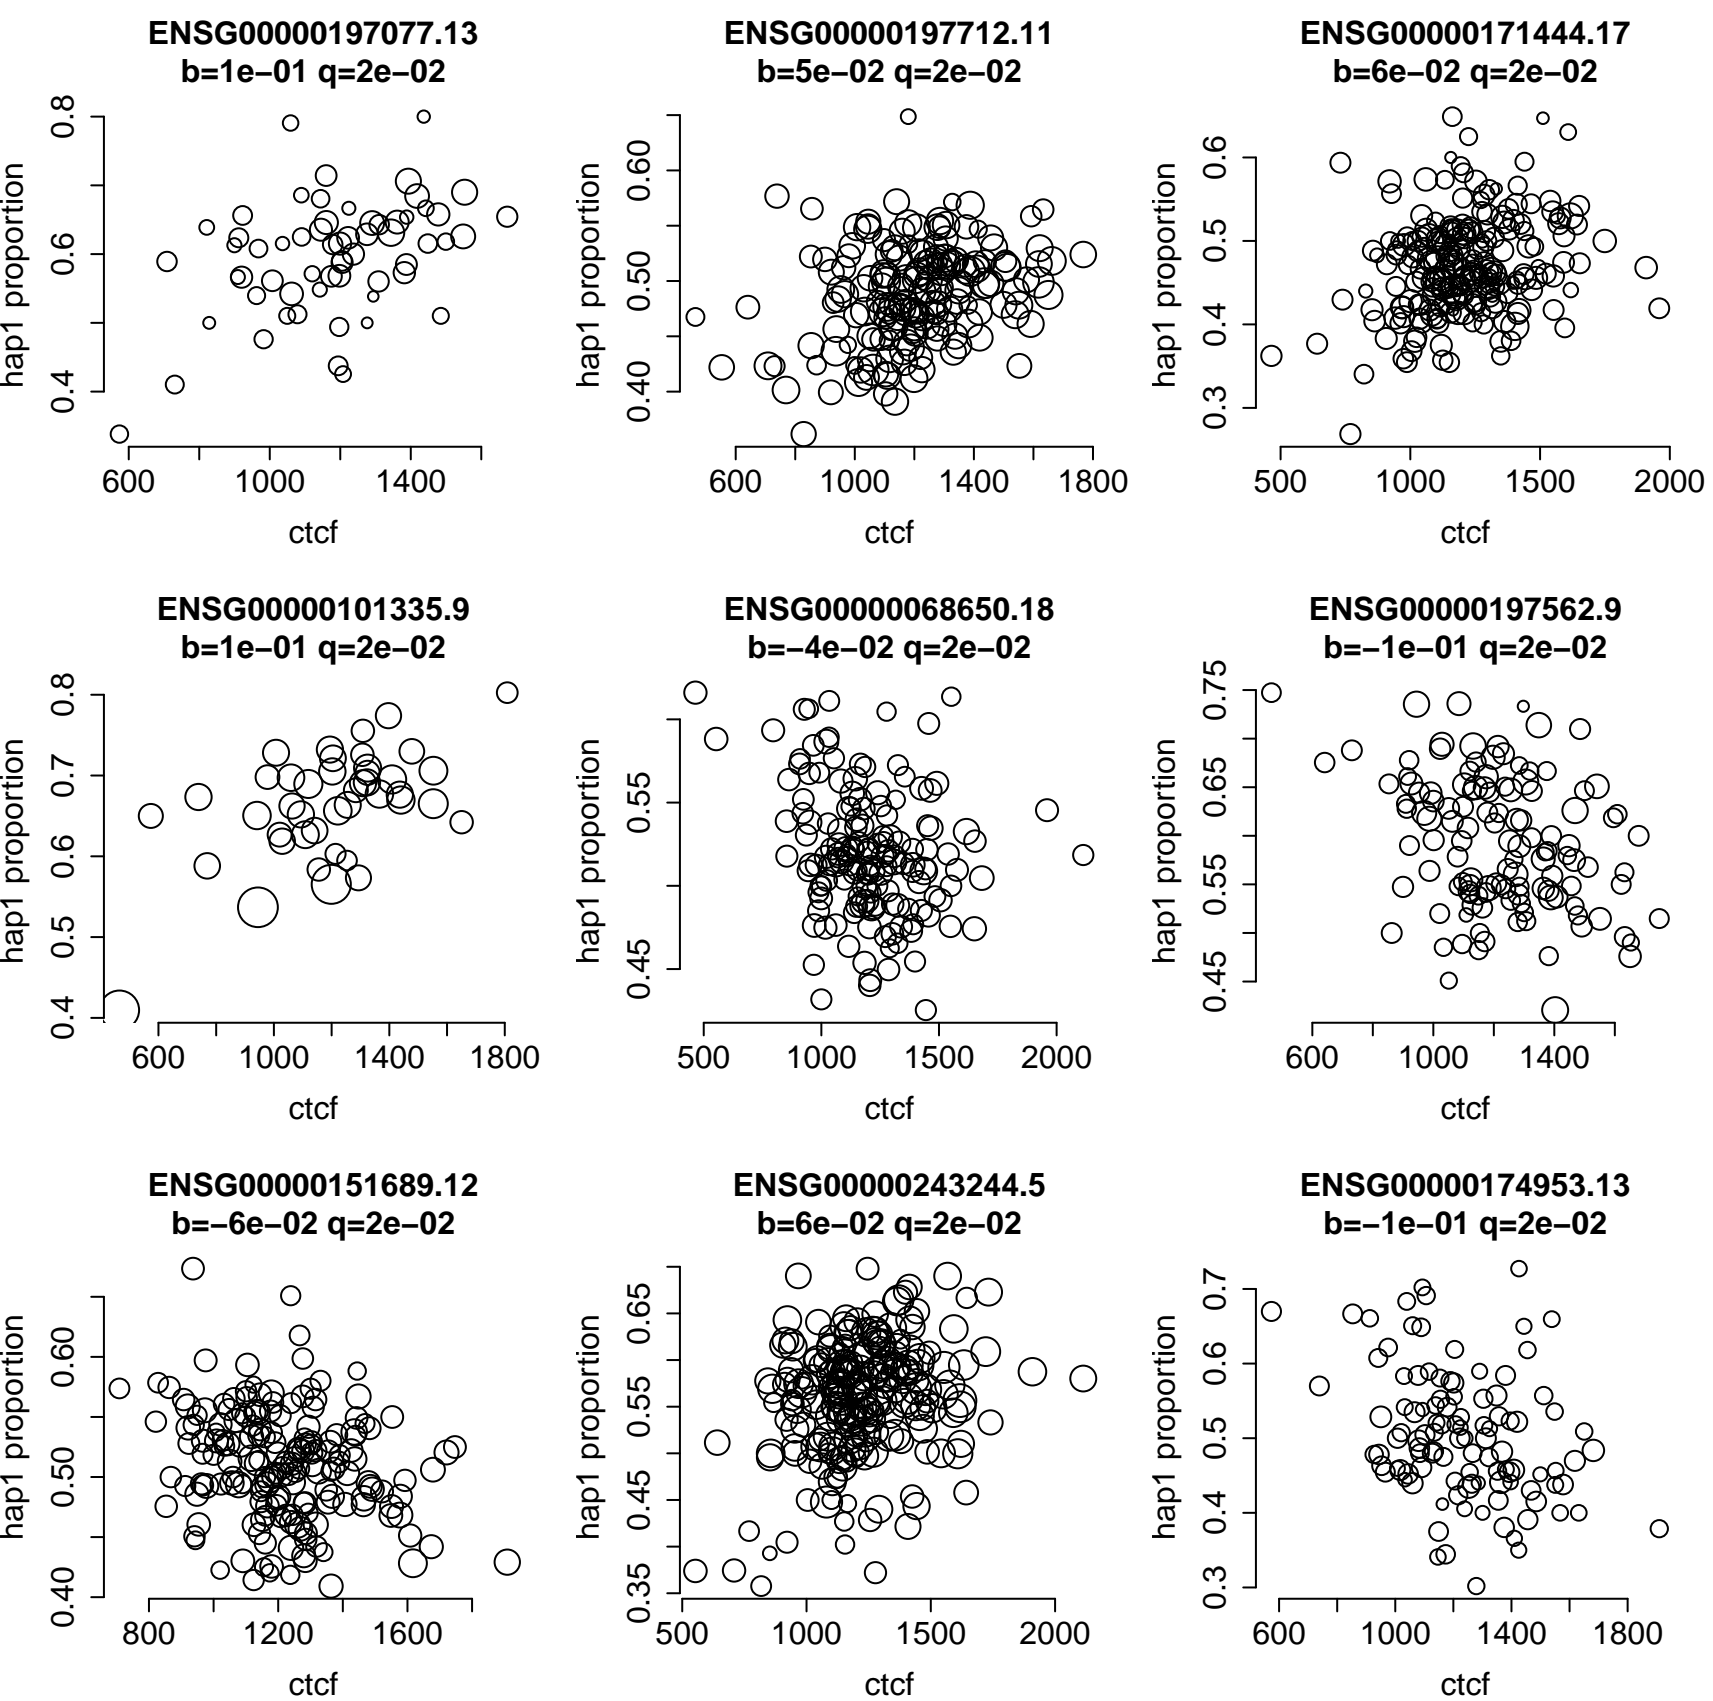 ENSG00000197077.13
b=1e−01 q=2e−02
hap1 proportion
0.4 0.6 0.8
600 1000 1400
ctcf
ENSG00000197712.11
b=5e−02 q=2e−02
hap1 proportion
0.40 0.50 0.60
600 1000 1400 1800
ctcf
ENSG00000171444.17
b=6e−02 q=2e−02
hap1 proportion
0.3 0.4 0.5 0.6
500 1000 1500 2000
ctcf
ENSG00000101335.9
b=1e−01 q=2e−02
hap1 proportion
0.4 0.5 0.6 0.7 0.8
600 1000 1400 1800
ctcf
ENSG00000068650.18
b=−4e−02 q=2e−02
hap1 proportion
0.45 0.55
500 1000 1500 2000
ctcf
ENSG00000197562.9
b=−1e−01 q=2e−02
hap1 proportion
0.45 0.55 0.65 0.75
600 1000 1400
ctcf
ENSG00000151689.12
b=−6e−02 q=2e−02
hap1 proportion
0.40 0.50 0.60
800 1200 1600
ctcf
ENSG00000243244.5
b=6e−02 q=2e−02
hap1 proportion
0.35 0.45 0.55 0.65
500 1000 1500 2000
ctcf
ENSG00000174953.13
b=−1e−01 q=2e−02
hap1 proportion
0.3 0.4 0.5 0.6 0.7
600 1000 1400 1800
ctcf